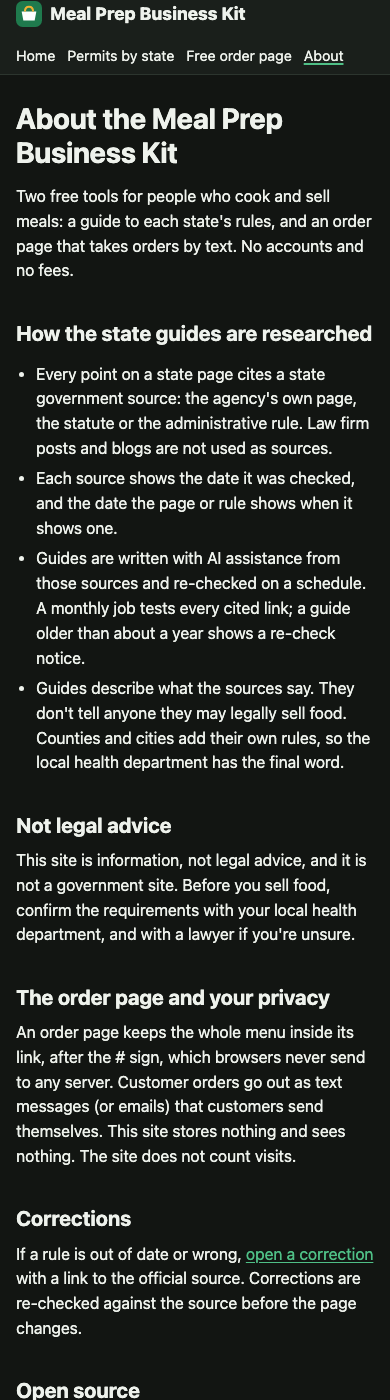 Meal Prep Business Kit
Home Permits by state Free order page About
About the Meal Prep
Business Kit
Two free tools for people who cook and sell
meals: a guide to each state's rules, and an order
page that takes orders by text. No accounts and
no fees.
How the state guides are researched
• Every point on a state page cites a state
government source: the agency's own page,
the statute or the administrative rule. Law firm
posts and blogs are not used as sources.
• Each source shows the date it was checked,
and the date the page or rule shows when it
shows one.
• Guides are written with AI assistance from
those sources and re-checked on a schedule.
A monthly job tests every cited link; a guide
older than about a year shows a re-check
notice.
• Guides describe what the sources say. They
don't tell anyone they may legally sell food.
Counties and cities add their own rules, so the
local health department has the final word.
Not legal advice
This site is information, not legal advice, and it is
not a government site. Before you sell food,
confirm the requirements with your local health
department, and with a lawyer if you're unsure.
The order page and your privacy
An order page keeps the whole menu inside its
link, after the # sign, which browsers never send
to any server. Customer orders go out as text
messages (or emails) that customers send
themselves. This site stores nothing and sees
nothing. The site does not count visits.
Corrections
If a rule is out of date or wrong, open a correction
with a link to the official source. Corrections are
re-checked against the source before the page
changes.
Open source